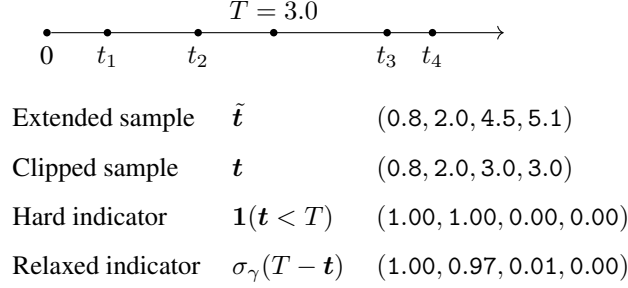 T = 3.0
0 t₁ t₂ t₃ t₄
Extended sample t̃ (0.8, 2.0, 4.5, 5.1)
Clipped sample t (0.8, 2.0, 3.0, 3.0)
Hard indicator 1(t < T) (1.00, 1.00, 0.00, 0.00)
Relaxed indicator σᵧ(T − t) (1.00, 0.97, 0.01, 0.00)